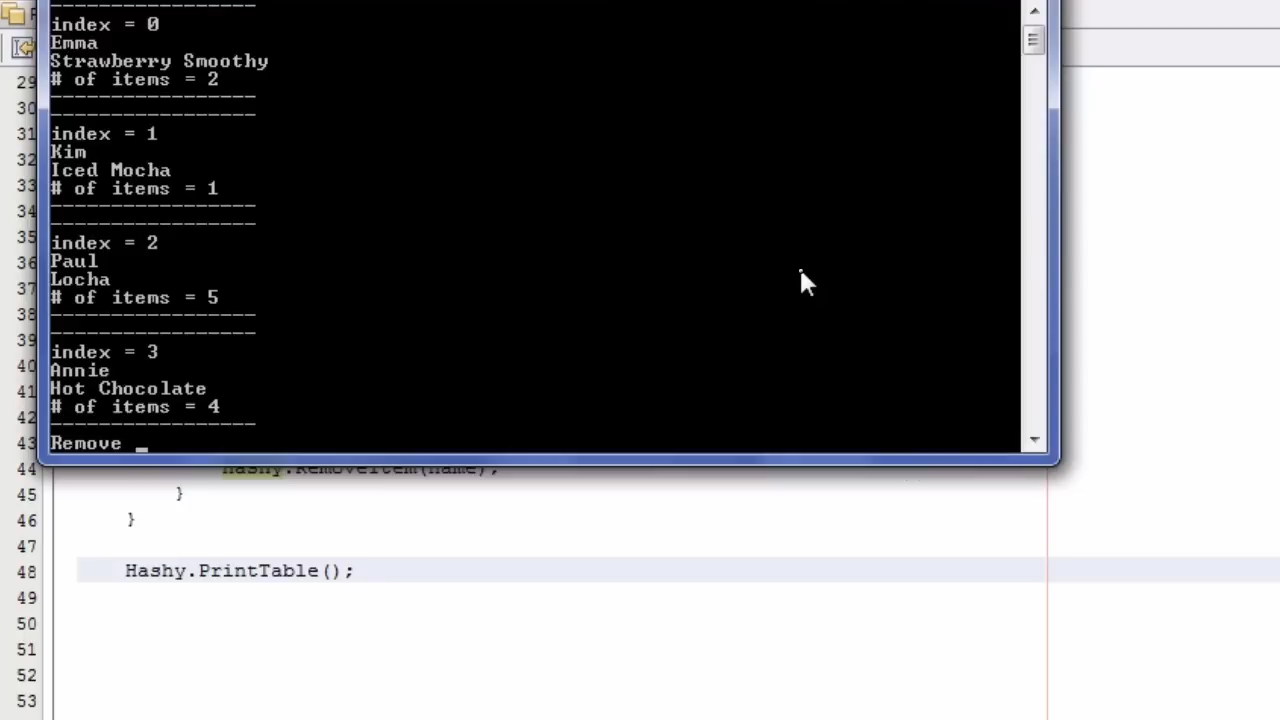 index = 0
Emma
Strawberry Smoothy
# of items = 2
----------------
----------------
index = 1
Kim
Iced Mocha
# of items = 1
----------------
----------------
index = 2
Paul
Locha
# of items = 5
----------------
----------------
index = 3
Annie
Hot Chocolate
# of items = 4
----------------
Remove _
29
30
31
32
33
34
35
36
37
38
39
40
41
42
43
44 Hashy.RemoveItem(name);
45 }
46 }
47
48 Hashy.PrintTable();
49
50
51
52
53